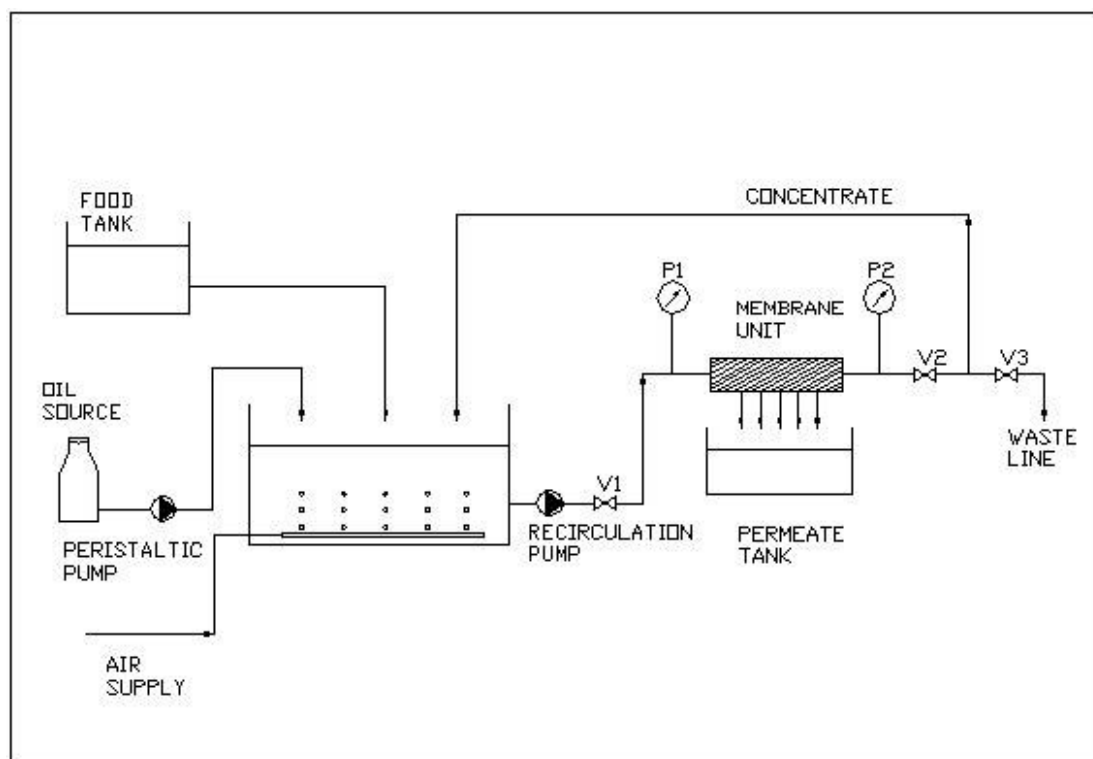 FOOD
TANK
CONCENTRATE
P1
P2
MEMBRANE
UNIT
V2
V3
OIL
SOURCE
WASTE
LINE
V1
PERISTALTIC
PUMP
RECIRCULATION
PUMP
PERMEATE
TANK
AIR
SUPPLY